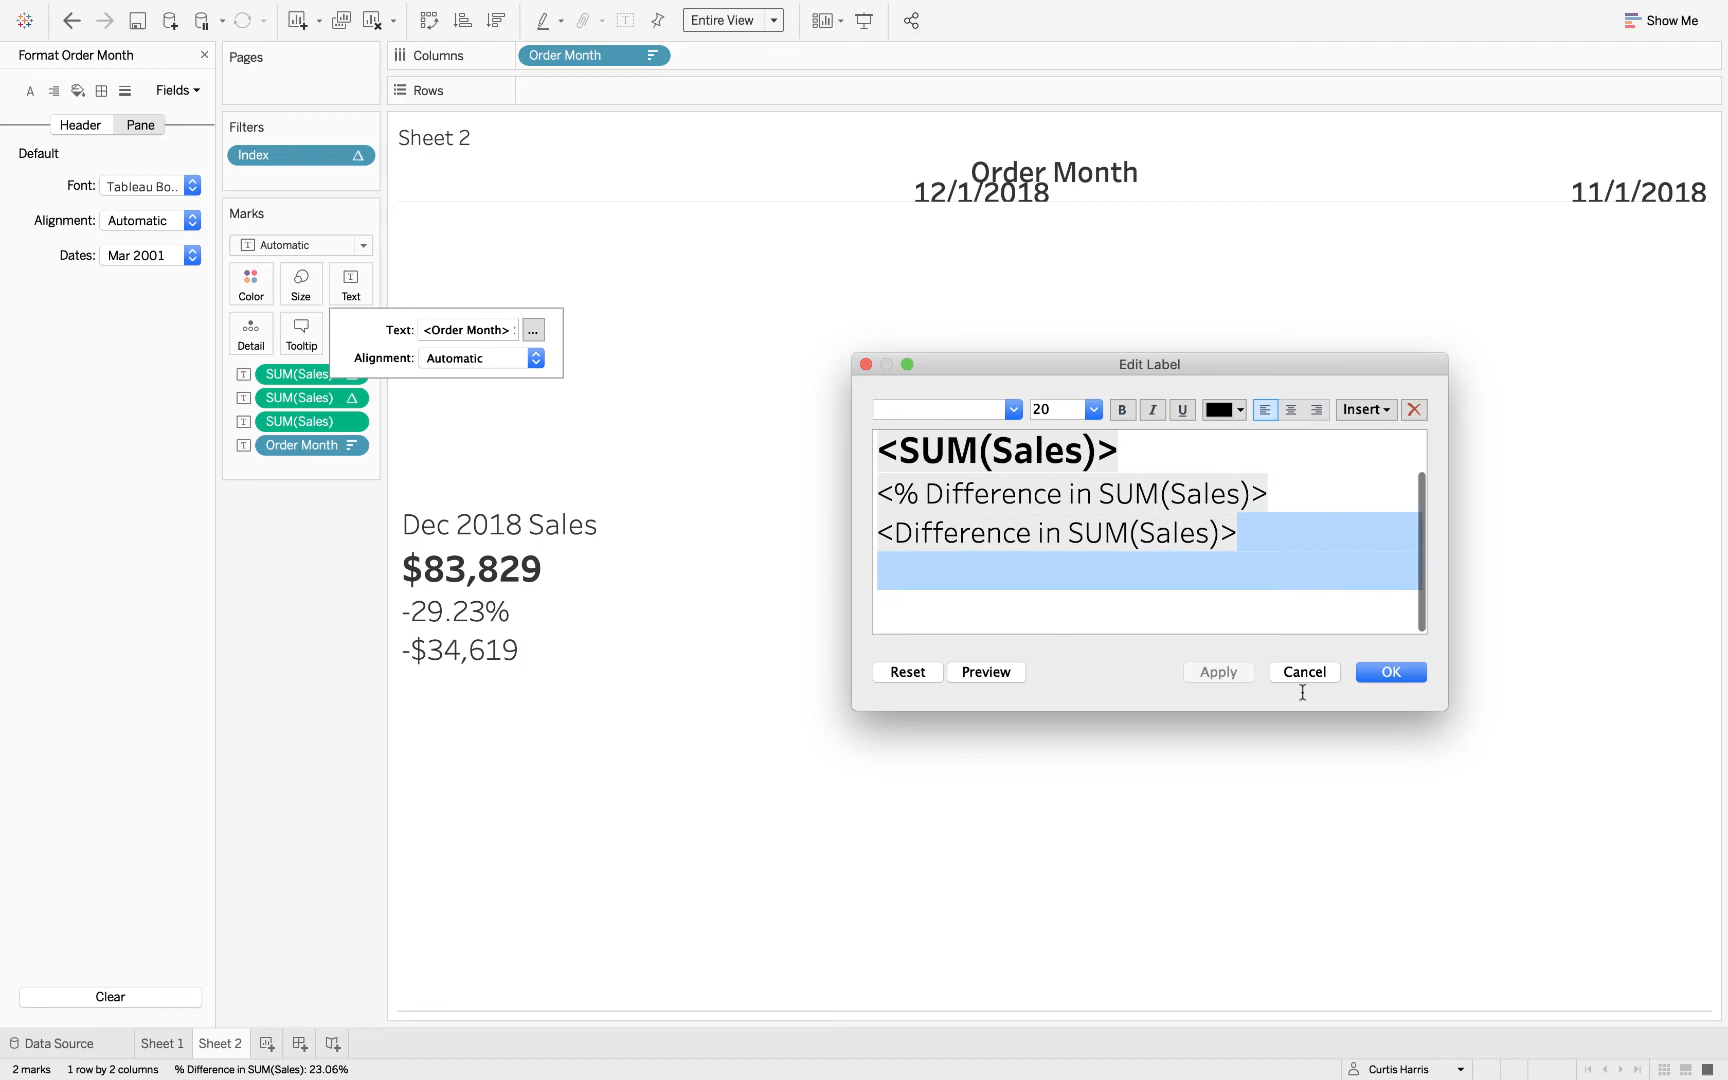 Entire View
Show Me
Format Order Month
Fields
Header
Pane
Default
Font: Tableau Bo..
Alignment: Automatic
Dates: Mar 2001
Clear
Pages
Filters
Index
Marks
Automatic
Color
Size
Text
Detail
Tooltip
SUM(Sales)
SUM(Sales)
SUM(Sales)
Order Month
Text: <Order Month>
...
Alignment: Automatic
Columns
Order Month
Rows
Sheet 2
Order Month
12/1/2018
11/1/2018
Dec 2018 Sales
$83,829
-29.23%
-$34,619
Edit Label
20
B
I
U
Insert
<SUM(Sales)>
<% Difference in SUM(Sales)>
<Difference in SUM(Sales)>
Reset
Preview
Apply
Cancel
OK
Data Source
Sheet 1
Sheet 2
2 marks
1 row by 2 columns
% Difference in SUM(Sales): 23.06%
Curtis Harris